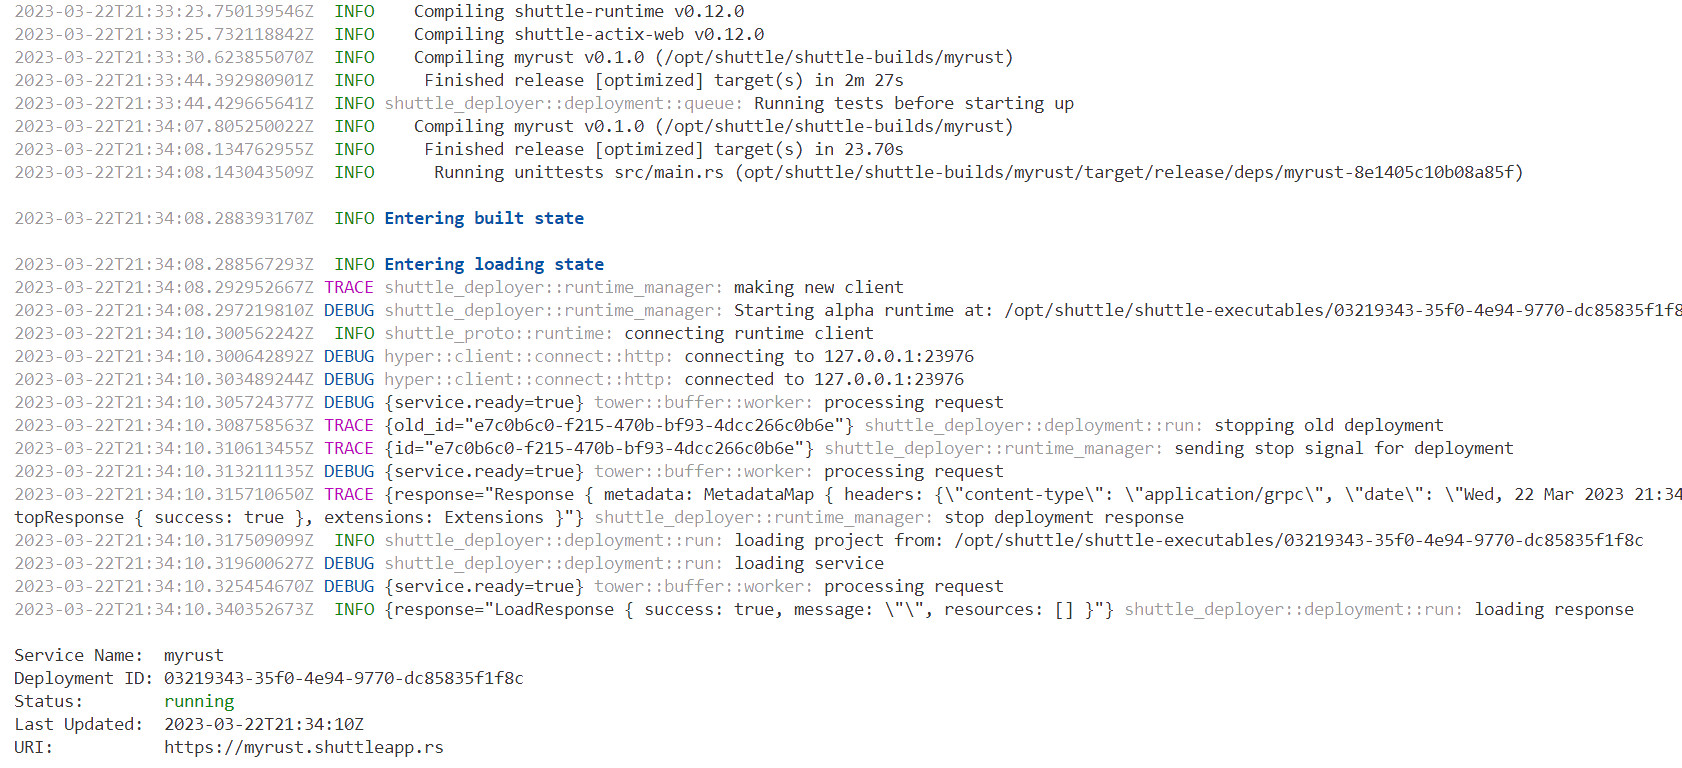 2023-03-22T21:33:23.750139546Z  INFO    Compiling shuttle-runtime v0.12.0
2023-03-22T21:33:25.732118842Z  INFO    Compiling shuttle-actix-web v0.12.0
2023-03-22T21:33:30.623855070Z  INFO    Compiling myrust v0.1.0 (/opt/shuttle/shuttle-builds/myrust)
2023-03-22T21:33:44.392980901Z  INFO     Finished release [optimized] target(s) in 2m 27s
2023-03-22T21:33:44.429665641Z  INFO shuttle_deployer::deployment::queue: Running tests before starting up
2023-03-22T21:34:07.805250022Z  INFO    Compiling myrust v0.1.0 (/opt/shuttle/shuttle-builds/myrust)
2023-03-22T21:34:08.134762955Z  INFO     Finished release [optimized] target(s) in 23.70s
2023-03-22T21:34:08.143043509Z  INFO      Running unittests src/main.rs (opt/shuttle/shuttle-builds/myrust/target/release/deps/myrust-8e1405c10b08a85f)
2023-03-22T21:34:08.288393170Z  INFO Entering built state
2023-03-22T21:34:08.288567293Z  INFO Entering loading state
2023-03-22T21:34:08.292952667Z TRACE shuttle_deployer::runtime_manager: making new client
2023-03-22T21:34:08.297219810Z DEBUG shuttle_deployer::runtime_manager: Starting alpha runtime at: /opt/shuttle/shuttle-executables/03219343-35f0-4e94-9770-dc85835f1f8
2023-03-22T21:34:10.300562242Z  INFO shuttle_proto::runtime: connecting runtime client
2023-03-22T21:34:10.300642892Z DEBUG hyper::client::connect::http: connecting to 127.0.0.1:23976
2023-03-22T21:34:10.303489244Z DEBUG hyper::client::connect::http: connected to 127.0.0.1:23976
2023-03-22T21:34:10.305724377Z DEBUG {service.ready=true} tower::buffer::worker: processing request
2023-03-22T21:34:10.308758563Z TRACE {old_id="e7c0b6c0-f215-470b-bf93-4dcc266c0b6e"} shuttle_deployer::deployment::run: stopping old deployment
2023-03-22T21:34:10.310613455Z TRACE {id="e7c0b6c0-f215-470b-bf93-4dcc266c0b6e"} shuttle_deployer::runtime_manager: sending stop signal for deployment
2023-03-22T21:34:10.313211135Z DEBUG {service.ready=true} tower::buffer::worker: processing request
2023-03-22T21:34:10.315710650Z TRACE {response="Response { metadata: MetadataMap { headers: {\"content-type\": \"application/grpc\", \"date\": \"Wed, 22 Mar 2023 21:34
topResponse { success: true }, extensions: Extensions }"} shuttle_deployer::runtime_manager: stop deployment response
2023-03-22T21:34:10.317509099Z  INFO shuttle_deployer::deployment::run: loading project from: /opt/shuttle/shuttle-executables/03219343-35f0-4e94-9770-dc85835f1f8c
2023-03-22T21:34:10.319600627Z DEBUG shuttle_deployer::deployment::run: loading service
2023-03-22T21:34:10.325454670Z DEBUG {service.ready=true} tower::buffer::worker: processing request
2023-03-22T21:34:10.340352673Z  INFO {response="LoadResponse { success: true, message: \"\", resources: [] }"} shuttle_deployer::deployment::run: loading response
Service Name:  myrust
Deployment ID: 03219343-35f0-4e94-9770-dc85835f1f8c
Status:        running
Last Updated:  2023-03-22T21:34:10Z
URI:           https://myrust.shuttleapp.rs